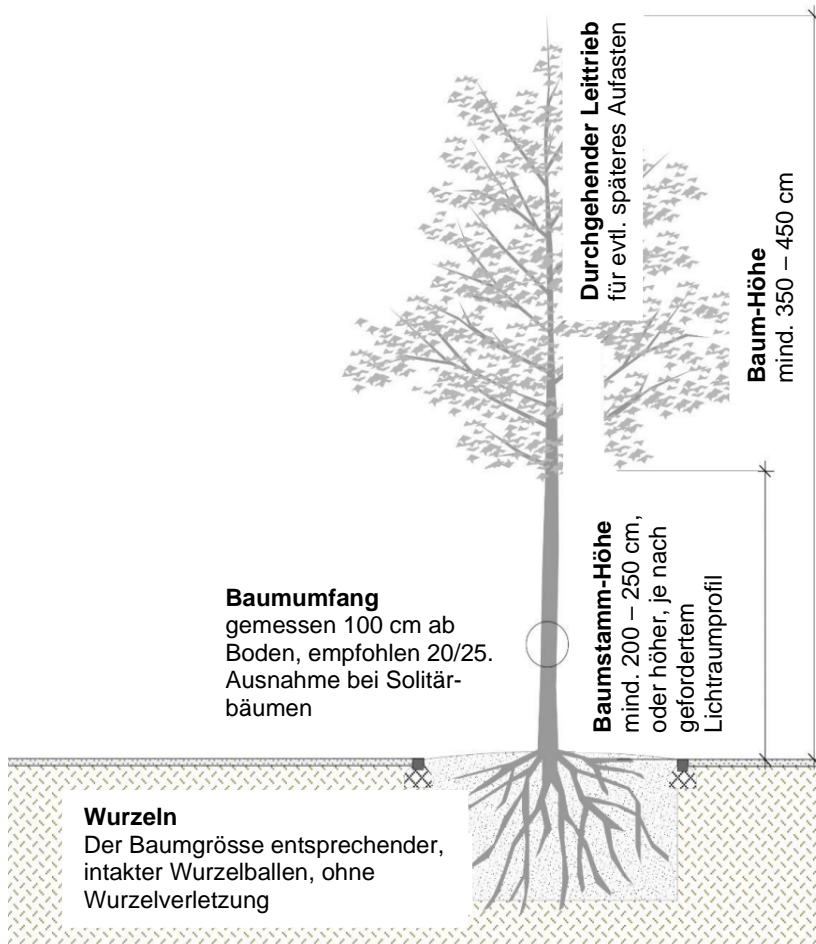 Durchgehender Leittrieb
für evtl. späteres Aufasten
Baum-Höhe
mind. 350 – 450 cm
Baumumfang
gemessen 100 cm ab
Boden, empfohlen 20/25.
Ausnahme bei Solitär-
bäumen
Baumstamm-Höhe
mind. 200 – 250 cm,
oder höher, je nach
gefordertem
Lichtraumprofil
Wurzeln
Der Baumgrösse entsprechender,
intakter Wurzelballen, ohne
Wurzelverletzung